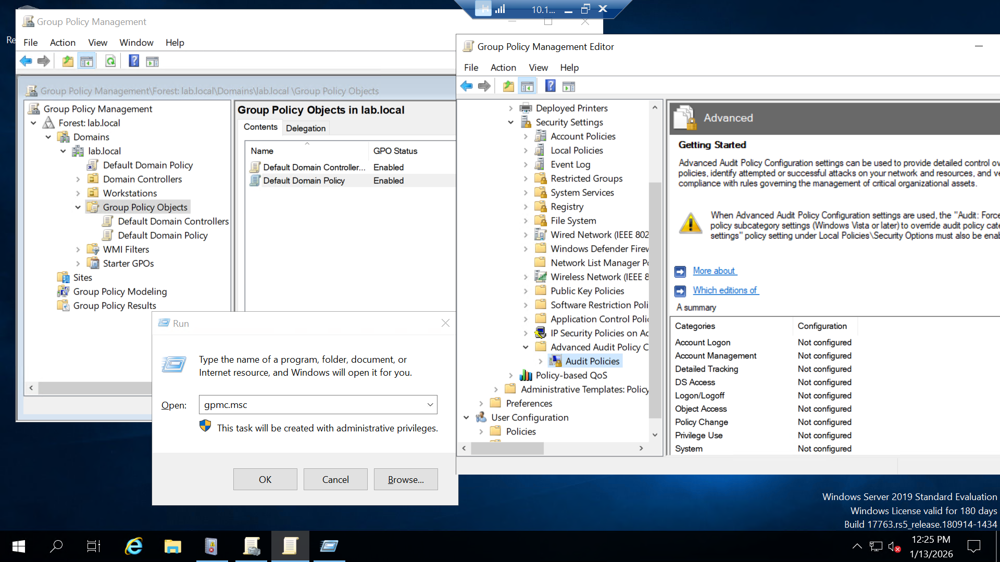 10.1...
Re
Group Policy Management
File Action View Window Help
Group Policy Management\Forest: lab.local\Domains\lab.local \Group Policy Objects
Group Policy Management
Forest: lab.local
Domains
lab.local
Default Domain Policy
Domain Controllers
Workstations
Group Policy Objects
Default Domain Controllers
Default Domain Policy
WMI Filters
Starter GPOs
Sites
Group Policy Modeling
Group Policy Results
Group Policy Objects in lab.local
Contents Delegation
Name GPO Status
Default Domain Controller... Enabled
Default Domain Policy Enabled
Run
Type the name of a program, folder, document, or
Internet resource, and Windows will open it for you.
Open: gpmc.msc
This task will be created with administrative privileges.
OK Cancel Browse...
Group Policy Management Editor
File Action View Help
Deployed Printers
Security Settings
Account Policies
Local Policies
Event Log
Restricted Groups
System Services
Registry
File System
Wired Network (IEEE 802
Windows Defender Firew
Network List Manager Po
Wireless Network (IEEE 8
Public Key Policies
Software Restriction Poli
Application Control Polic
IP Security Policies on Ac
Advanced Audit Policy C
Audit Policies
Policy-based QoS
Administrative Templates: Policy
Preferences
User Configuration
Policies
Advanced
Getting Started
Advanced Audit Policy Configuration settings can be used to provide detailed control ov
policies, identify attempted or successful attacks on your network and resources, and ve
compliance with rules governing the management of critical organizational assets.
When Advanced Audit Policy Configuration settings are used, the "Audit: Force
policy subcategory settings (Windows Vista or later) to override audit policy cate
settings" policy setting under Local Policies\Security Options must also be enab
More about
Which editions of
A summary
Categories Configuration
Account Logon Not configured
Account Management Not configured
Detailed Tracking Not configured
DS Access Not configured
Logon/Logoff Not configured
Object Access Not configured
Policy Change Not configured
Privilege Use Not configured
System Not configured
Windows Server 2019 Standard Evaluation
Windows License valid for 180 days
Build 17763.rs5_release.180914-1434
12:25 PM
1/13/2026